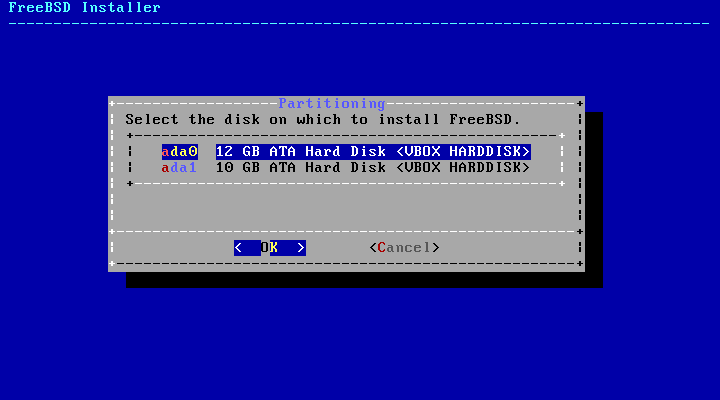 FreeBSD Installer
Partitioning
Select the disk on which to install FreeBSD.
ada0 12 GB ATA Hard Disk <VBOX HARDDISK>
ada1 10 GB ATA Hard Disk <VBOX HARDDISK>
< OK > <Cancel>